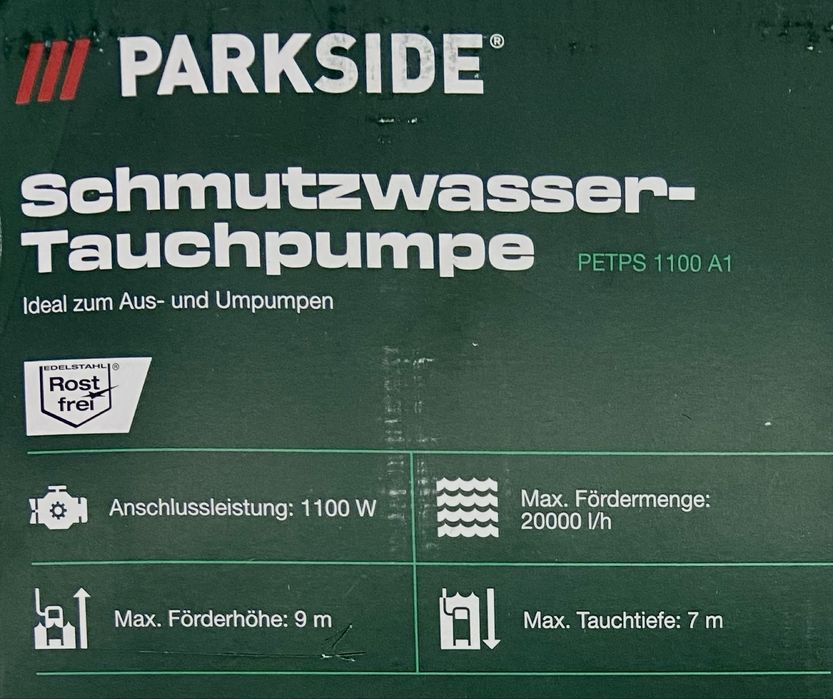 PARKSIDE®
Schmutzwasser-
Tauchpumpe PETPS 1100 A1
Ideal zum Aus- und Umpumpen
EDELSTAHL®
Rost
frei
Anschlussleistung: 1100 W
Max. Fördermenge:
20000 l/h
Max. Förderhöhe: 9 m
Max. Tauchtiefe: 7 m